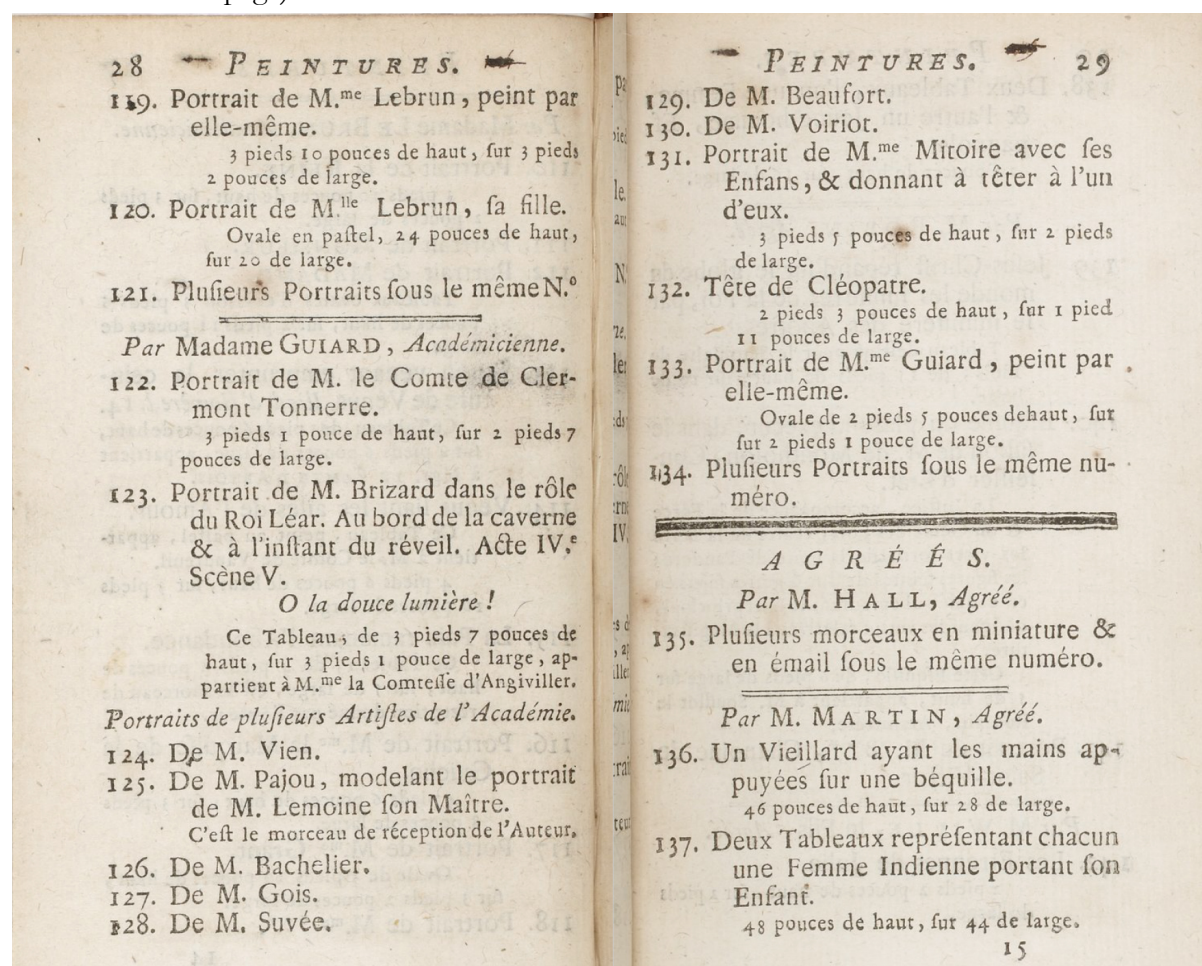 28 PEINTURES.
119. Portrait de M.me Lebrun, peint par
elle-même.
3 pieds 10 pouces de haut, ſur 3 pieds
2 pouces de large.
120. Portrait de M.lle Lebrun, ſa fille.
Ovale en paſtel, 24 pouces de haut,
ſur 20 de large.
121. Pluſieurs Portraits ſous le même N.º
Par Madame GUIARD, Académicienne.
122. Portrait de M. le Comte de Cler-
mont Tonnerre.
3 pieds 1 pouce de haut, ſur 2 pieds 7
pouces de large.
123. Portrait de M. Brizard dans le rôle
du Roi Léar. Au bord de la caverne
& à l'inſtant du réveil. Acte IV.e
Scène V.
O la douce lumière !
Ce Tableau, de 3 pieds 7 pouces de
haut, ſur 3 pieds 1 pouce de large, ap-
partient à M.me la Comteſſe d'Angiviller.
Portraits de pluſieurs Artiſtes de l'Académie.
124. De M. Vien.
125. De M. Pajou, modelant le portrait
de M. Lemoine ſon Maître.
C'eſt le morceau de réception de l'Auteur.
126. De M. Bachelier.
127. De M. Gois.
128. De M. Suvée.
PEINTURES. 29
129. De M. Beaufort.
130. De M. Voiriot.
131. Portrait de M.me Mitoire avec ſes
Enfans, & donnant à têter à l'un
d'eux.
3 pieds 5 pouces de haut, ſur 2 pieds
de large.
132. Tête de Cléopatre.
2 pieds 3 pouces de haut, ſur 1 pied
11 pouces de large.
133. Portrait de M.me Guiard, peint par
elle-même.
Ovale de 2 pieds 5 pouces dehaut, ſur
ſur 2 pieds 1 pouce de large.
134. Pluſieurs Portraits ſous le même nu-
méro.
AGRÉÉS.
Par M. HALL, Agréé.
135. Pluſieurs morceaux en miniature &
en émail ſous le même numéro.
Par M. MARTIN, Agréé.
136. Un Vieillard ayant les mains ap-
puyées ſur une béquille.
46 pouces de haut, ſur 28 de large.
137. Deux Tableaux repréſentant chacun
une Femme Indienne portant ſon
Enfant.
48 pouces de haut, ſur 44 de large.
15